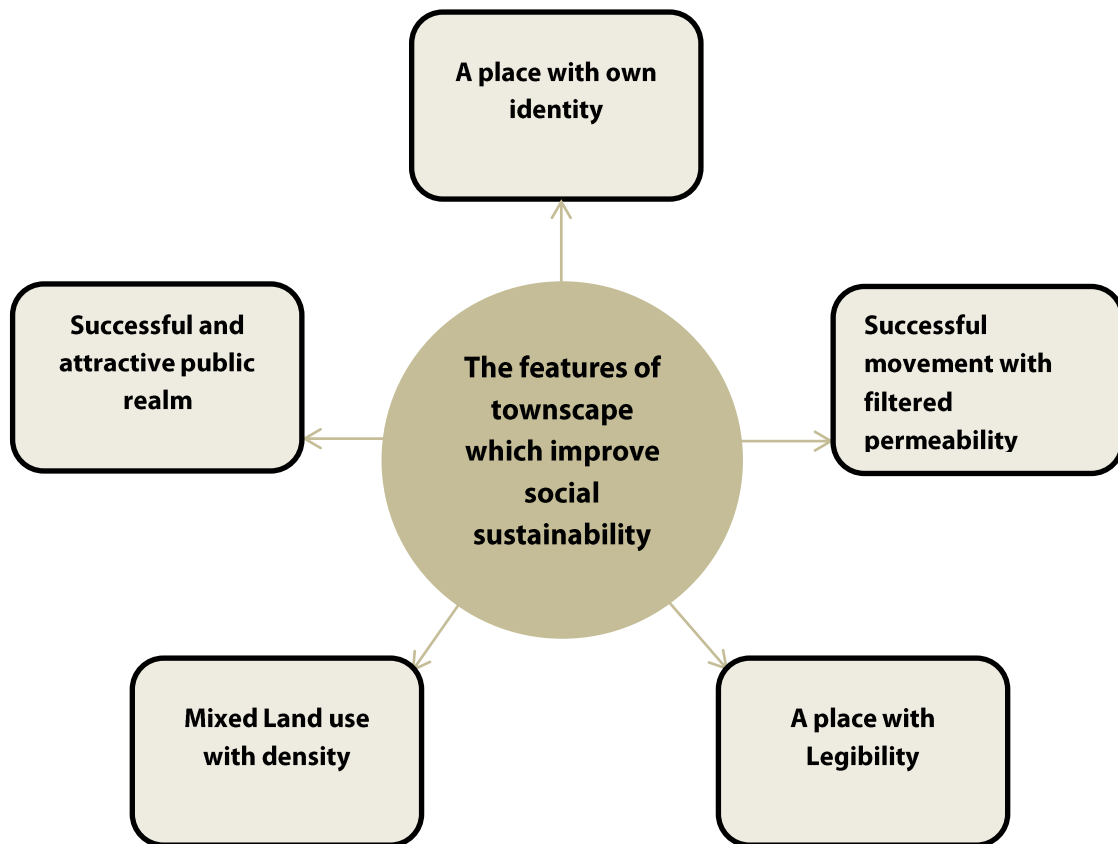 A place with own
identity
Successful and
attractive public
realm
The features of
townscape
which improve
social
sustainability
Successful
movement with
filtered
permeability
Mixed Land use
with density
A place with
Legibility